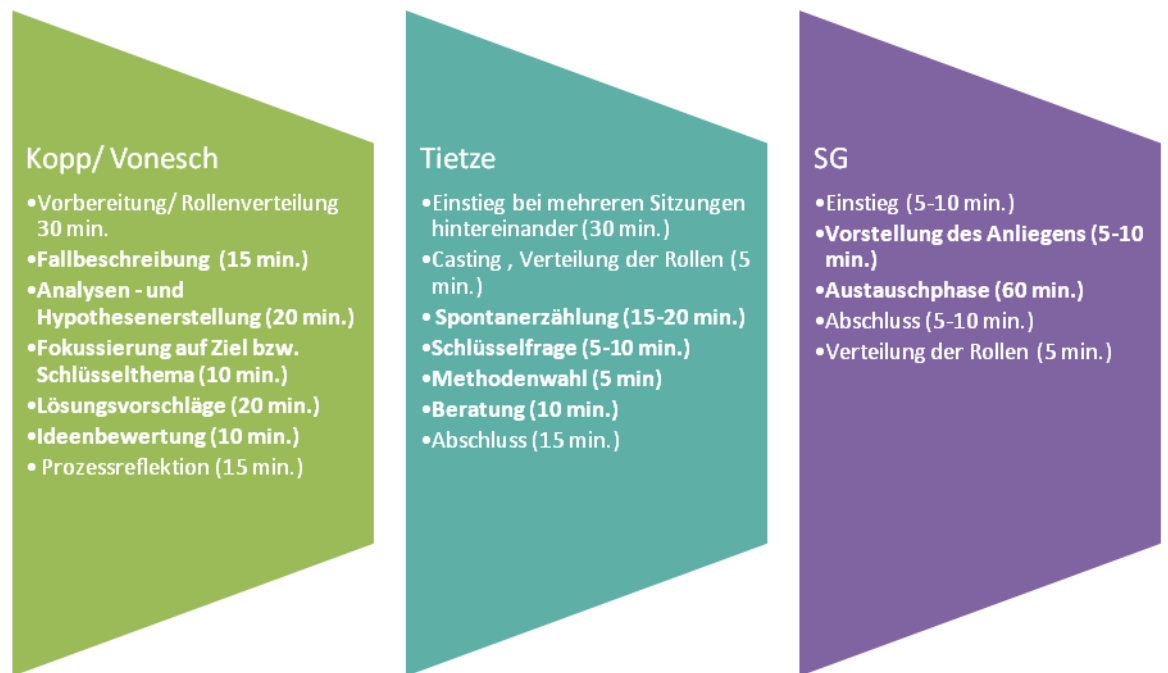 Kopp/ Vonesch
•Vorbereitung/ Rollenverteilung
30 min.
•Fallbeschreibung (15 min.)
•Analysen - und
Hypothesenerstellung (20 min.)
•Fokussierung auf Ziel bzw.
Schlüsselthema (10 min.)
•Lösungsvorschläge (20 min.)
•Ideenbewertung (10 min.)
• Prozessreflektion (15 min.)
Tietze
•Einstieg bei mehreren Sitzungen
hintereinander (30 min.)
•Casting , Verteilung der Rollen (5
min.)
• Spontanerzählung (15-20 min.)
•Schlüsselfrage (5-10 min.)
•Methodenwahl (5 min)
•Beratung (10 min.)
•Abschluss (15 min.)
SG
•Einstieg (5-10 min.)
•Vorstellung des Anliegens (5-10
min.)
•Austauschphase (60 min.)
•Abschluss (5-10 min.)
•Verteilung der Rollen (5 min.)